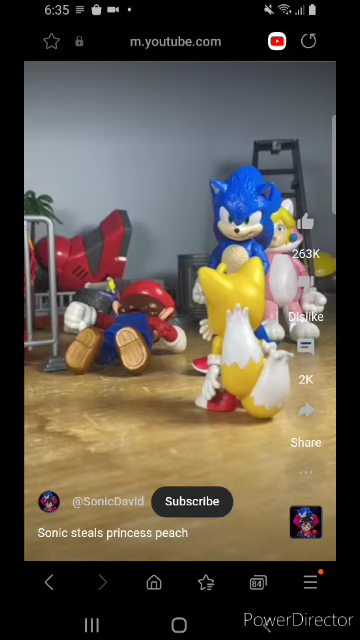 6:35
m.youtube.com
263K
Dislike
2K
Share
@SonicDavid
Subscribe
Sonic steals princess peach
84
PowerDirector